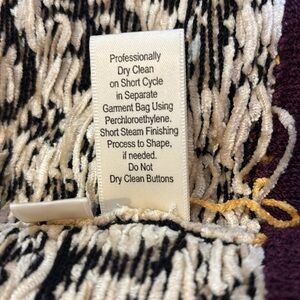 Professionally
Dry Clean
on Short Cycle
in Separate
Garment Bag Using
Perchloroethylene.
Short Steam Finishing
Process to Shape,
if needed.
Do Not
Dry Clean Buttons